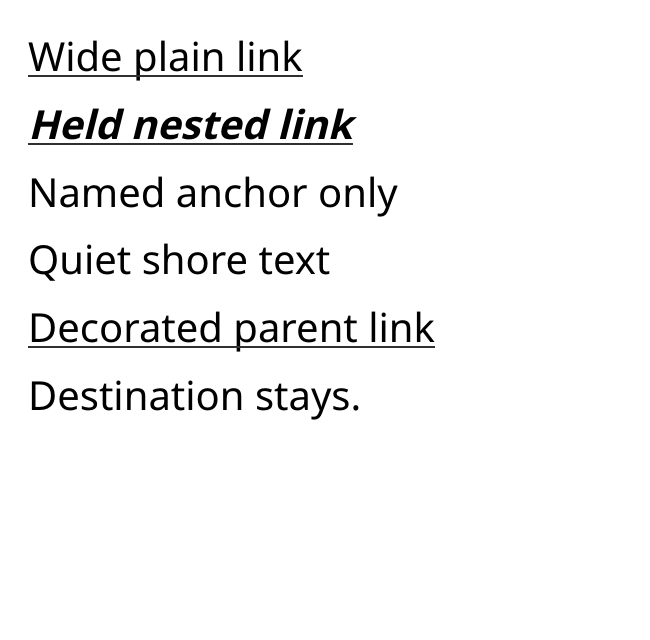 Wide plain link
Held nested link
Named anchor only
Quiet shore text
Decorated parent link
Destination stays.